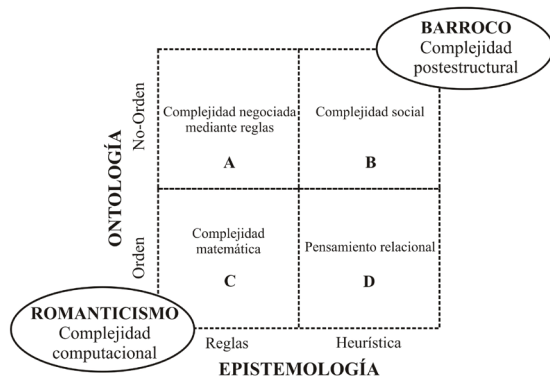 BARROCO
Complejidad
postestructural
ONTOLOGÍA
No-Orden
Orden
Complejidad negociada
mediante reglas
A
Complejidad social
B
Complejidad
matemática
C
Pensamiento relacional
D
ROMANTICISMO
Complejidad
computacional
Reglas
Heurística
EPISTEMOLOGÍA